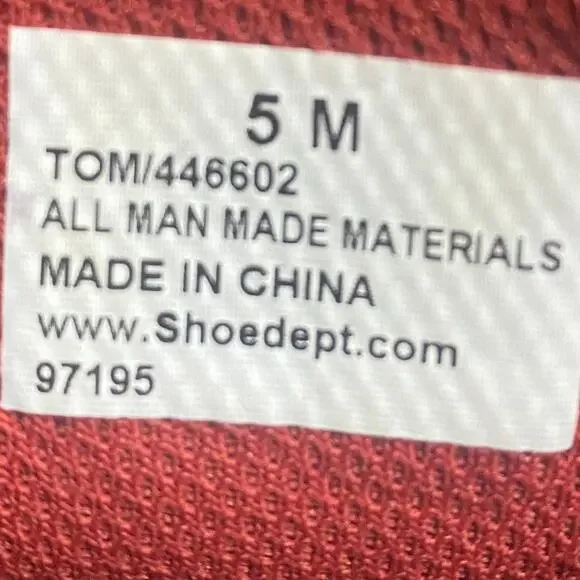 5 M
TOM/446602
ALL MAN MADE MATERIALS
MADE IN CHINA
www.Shoedept.com
97195